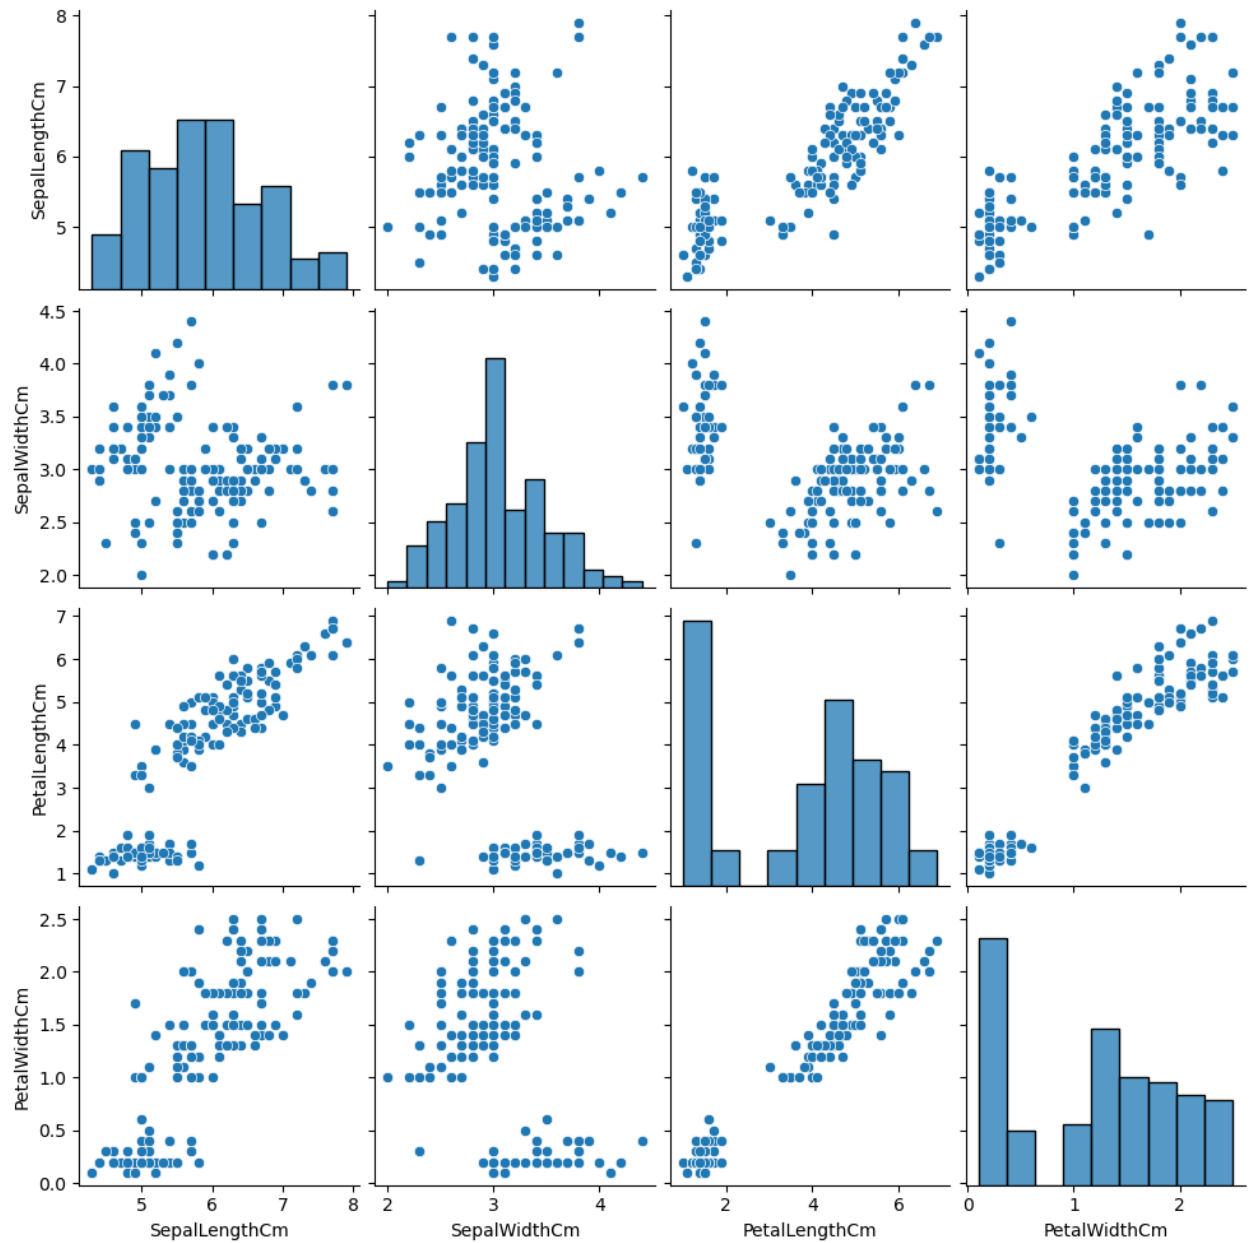 8
7
6
5
SepalLengthCm
4.5
4.0
3.5
3.0
2.5
2.0
SepalWidthCm
7
6
5
4
3
2
1
PetalLengthCm
2.5
2.0
1.5
1.0
0.5
0.0
PetalWidthCm
5 6 7 8
2 3 4
2 4 6
0 1 2
SepalLengthCm SepalWidthCm PetalLengthCm PetalWidthCm